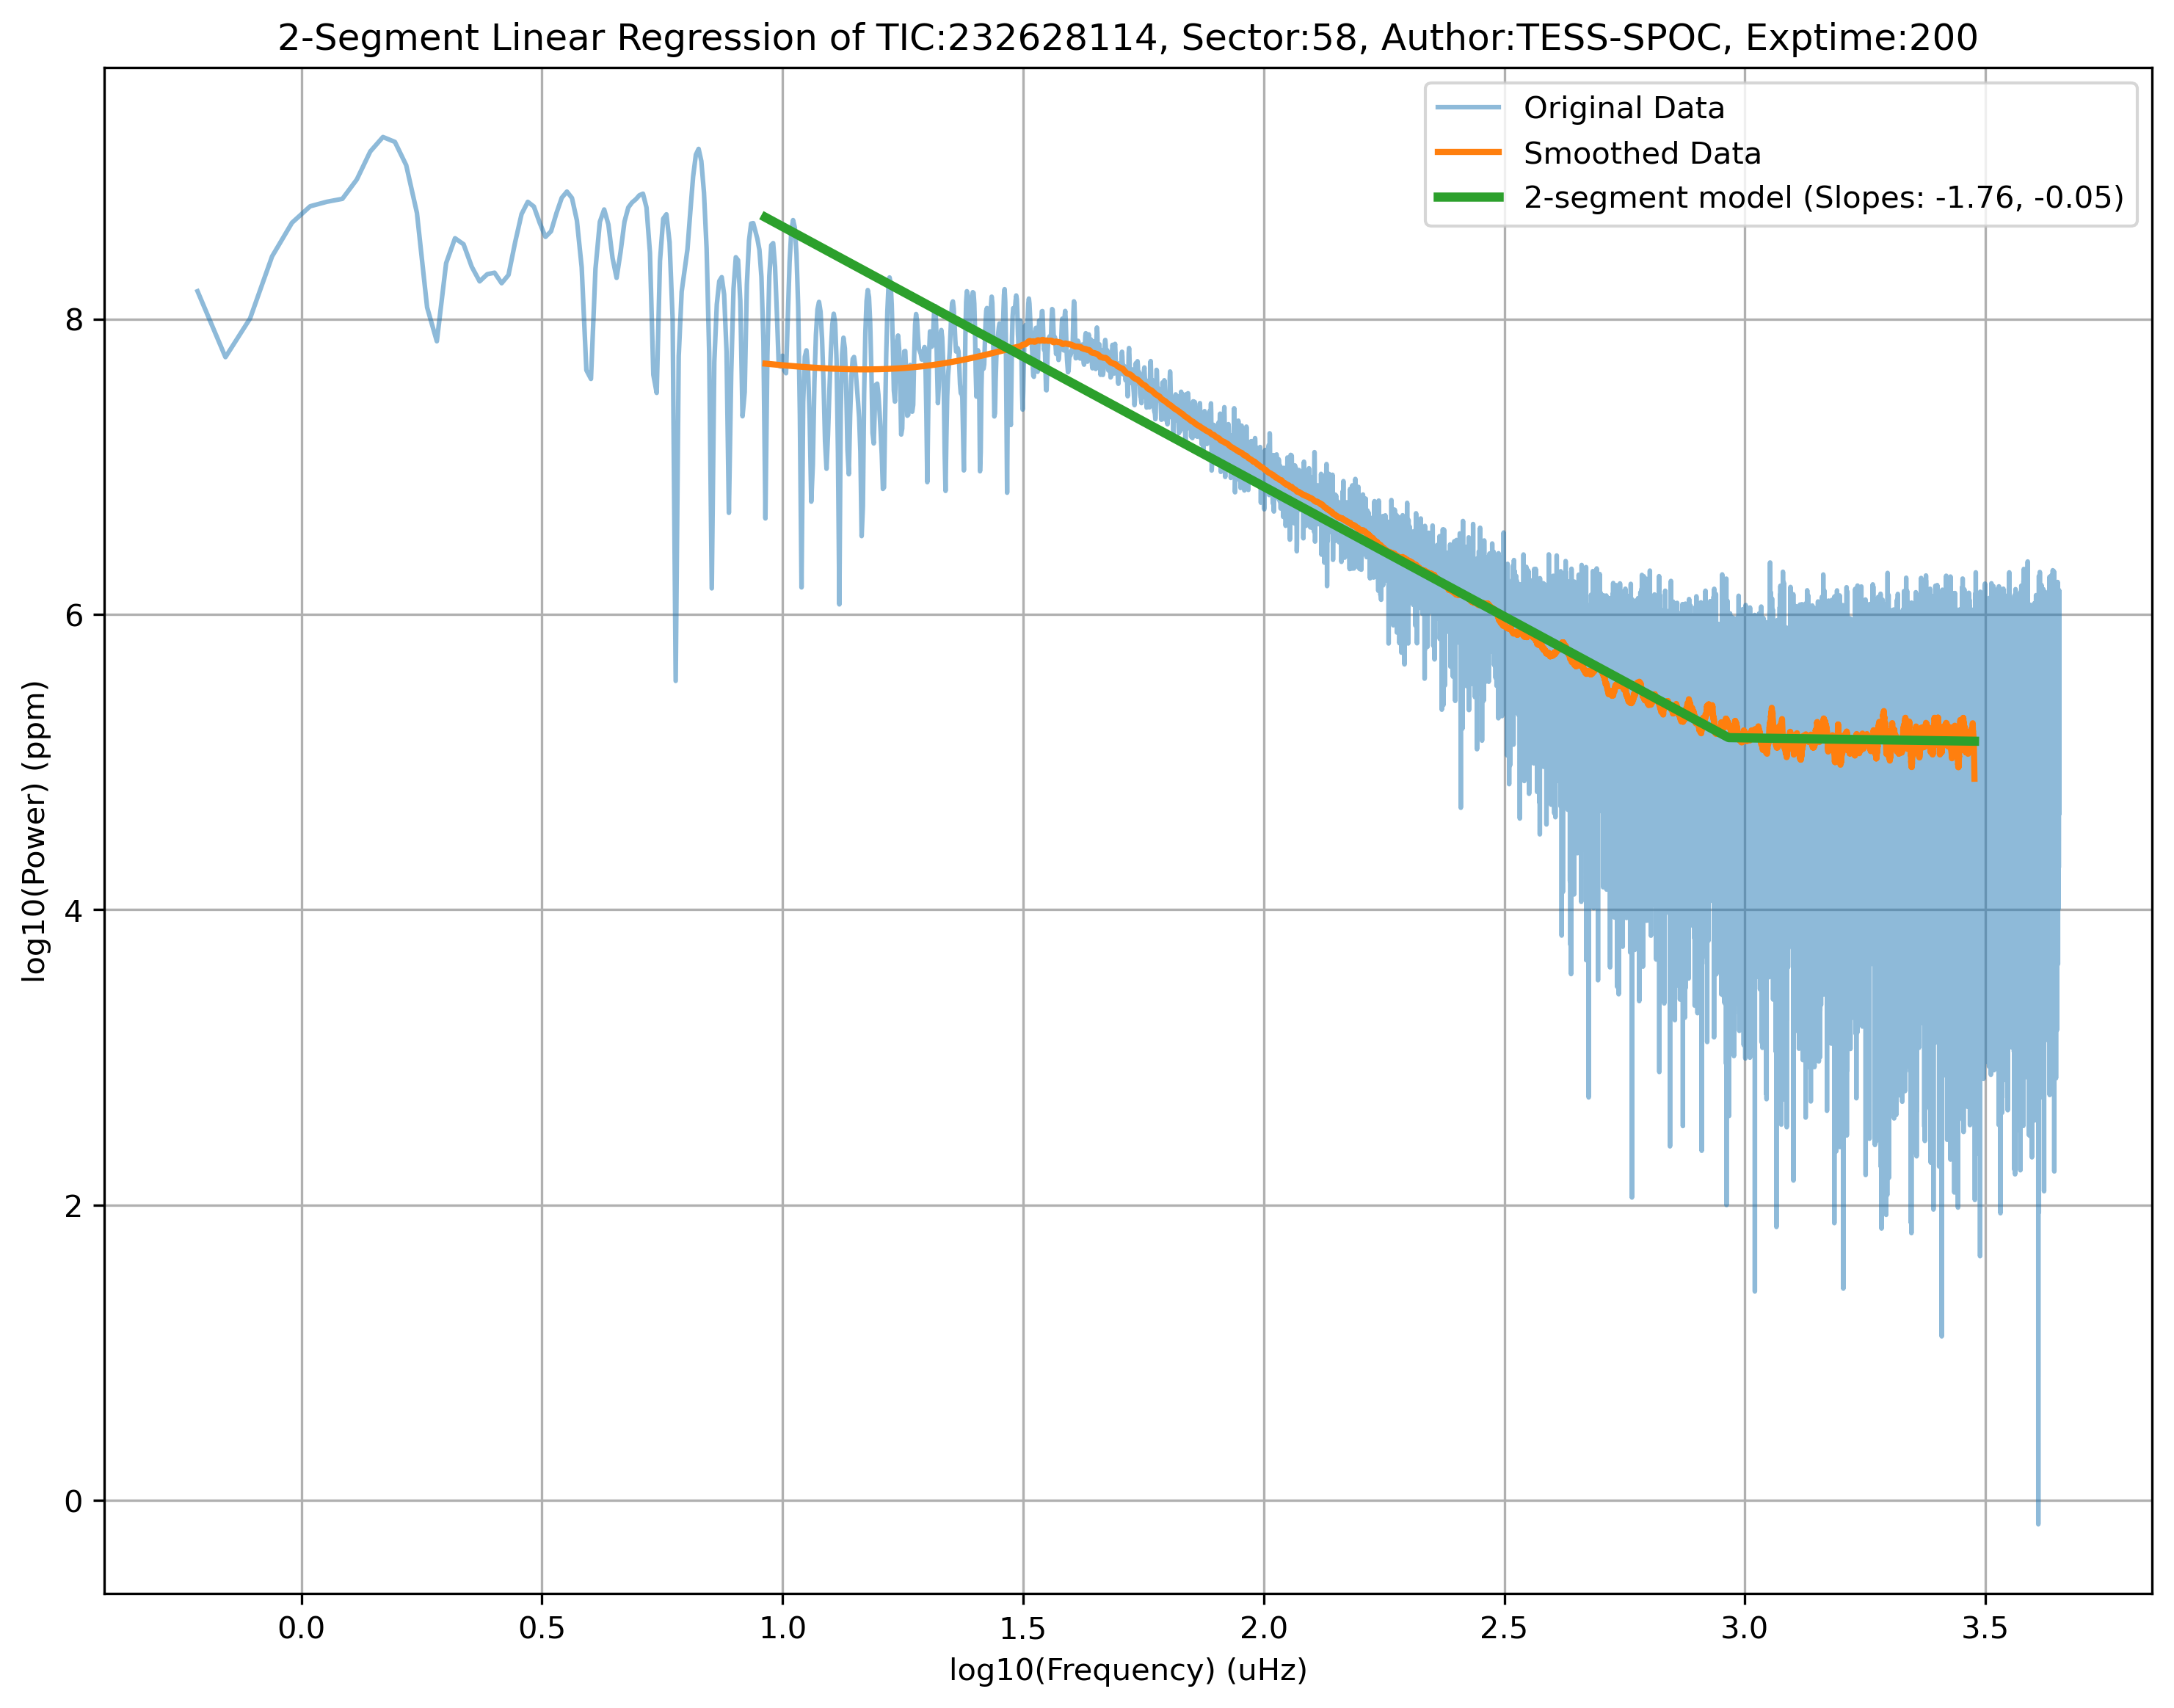 2-Segment Linear Regression of TIC:232628114, Sector:58, Author:TESS-SPOC, Exptime:200
Original Data
Smoothed Data
2-segment model (Slopes: -1.76, -0.05)
log10(Power) (ppm)
8
6
4
2
0
0.0 0.5 1.0 1.5 2.0 2.5 3.0 3.5
log10(Frequency) (uHz)